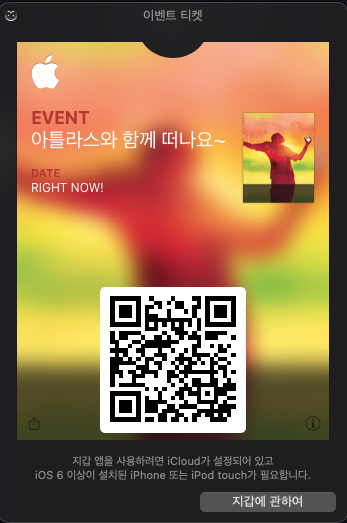 이벤트 티켓
EVENT
아틀라스와 함께 떠나요~
DATE
RIGHT NOW!
지갑 앱을 사용하려면 iCloud가 설정되어 있고
iOS 6 이상이 설치된 iPhone 또는 iPod touch가 필요합니다.
지갑에 관하여